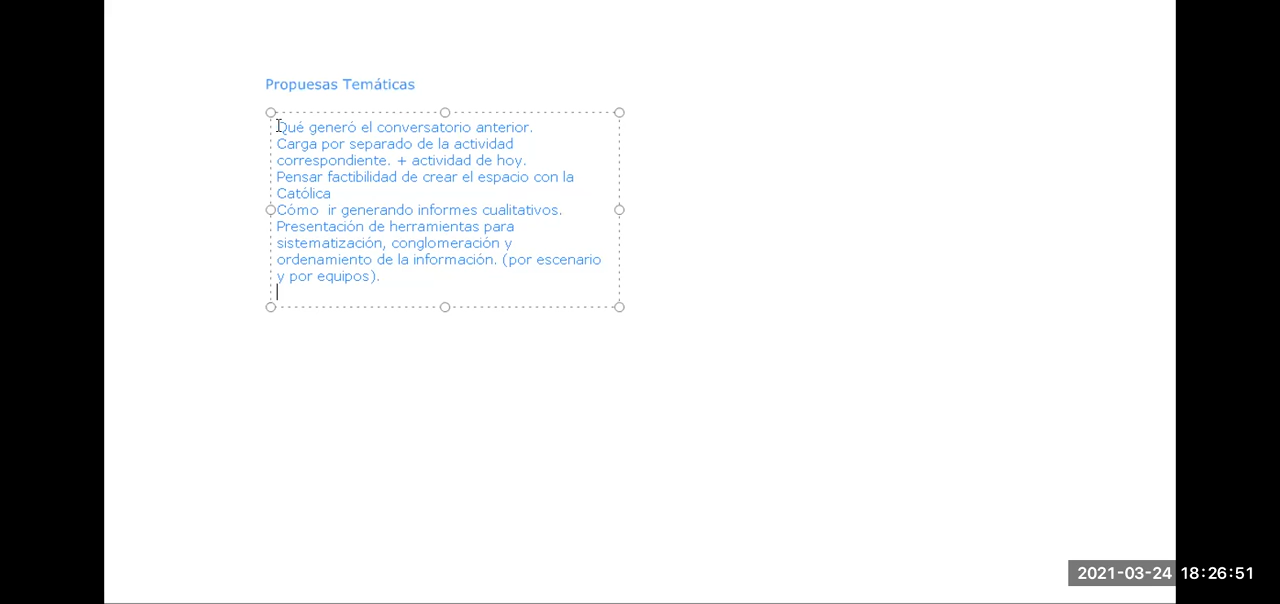 Propuesas Temáticas
Qué generó el conversatorio anterior.
Carga por separado de la actividad
correspondiente. + actividad de hoy.
Pensar factibilidad de crear el espacio con la
Católica
Cómo  ir generando informes cualitativos.
Presentación de herramientas para
sistematización, conglomeración y
ordenamiento de la información. (por escenario
y por equipos).
2021-03-24 18:26:51